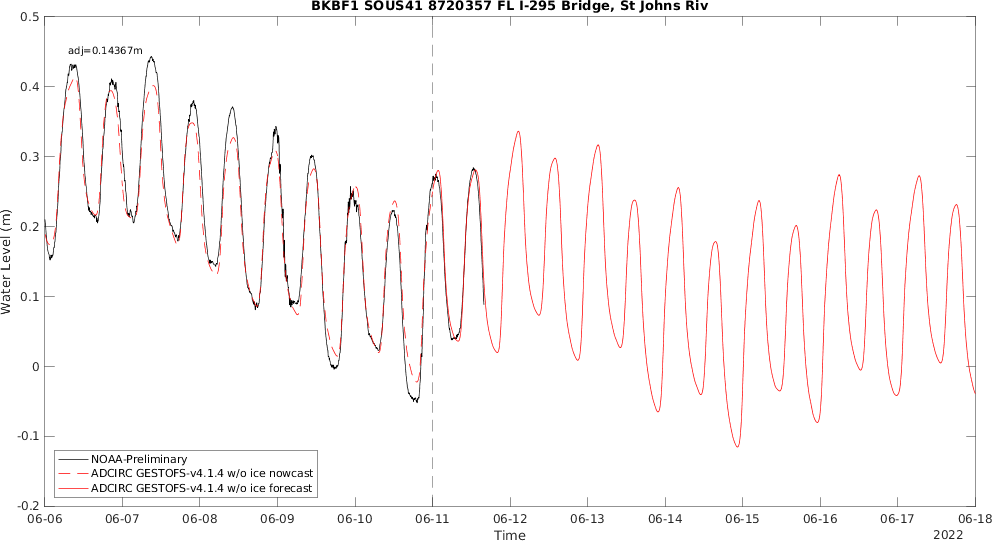 BKBF1 SOUS41 8720357 FL I-295 Bridge, St Johns Riv
0.5
adj=0.14367m
0.4
0.3
0.2
0.1
0
-0.1
-0.2
Water Level (m)
NOAA-Preliminary
ADCIRC GESTOFS-v4.1.4 w/o ice nowcast
ADCIRC GESTOFS-v4.1.4 w/o ice forecast
06-06 06-07 06-08 06-09 06-10 06-11 06-12 06-13 06-14 06-15 06-16 06-17 06-18
Time
2022